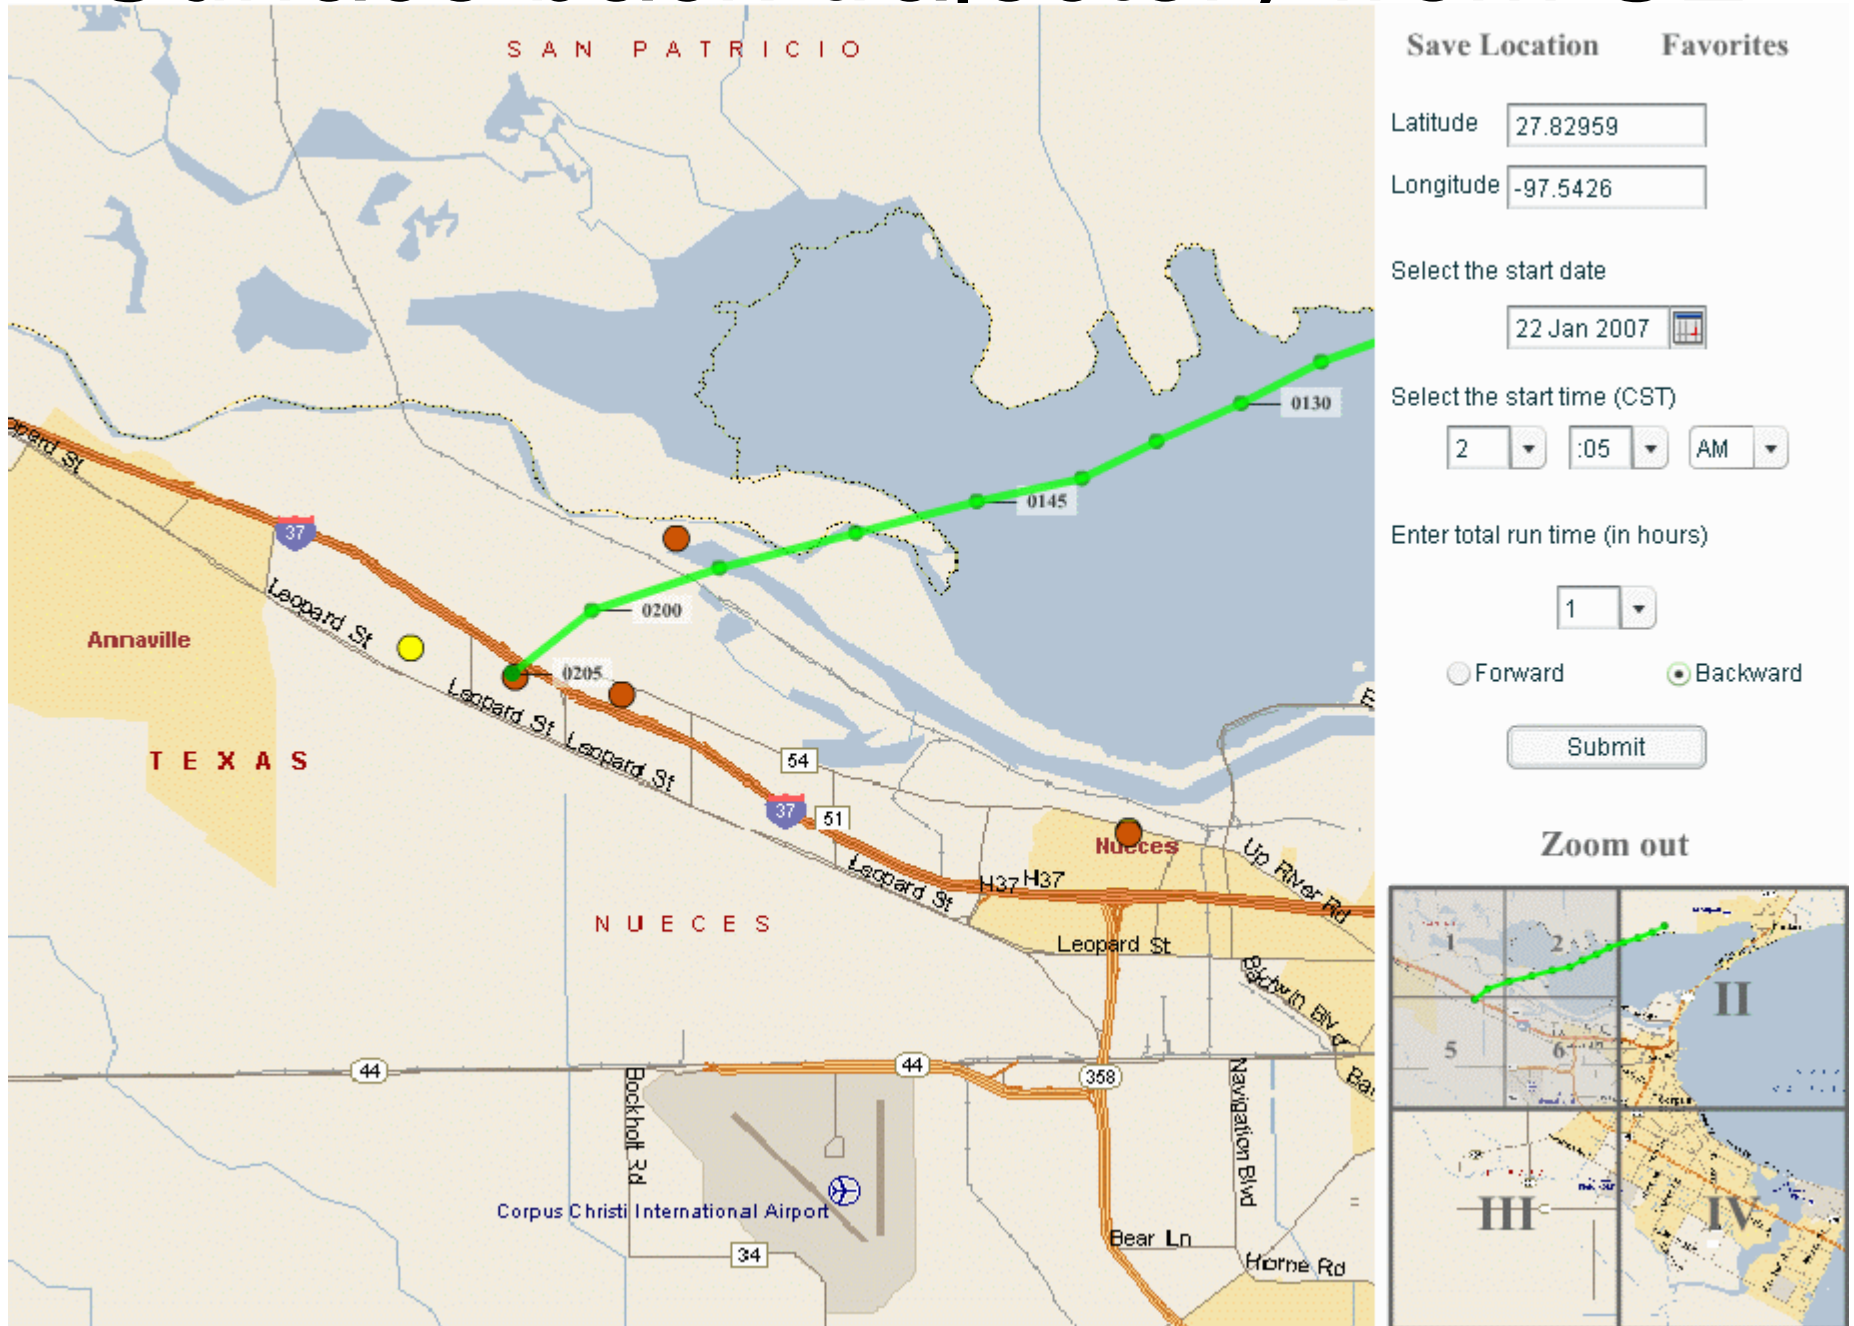 SAN PATRICIO
Save Location Favorites
Latitude 27.82959
Longitude -97.5426
Select the start date
22 Jan 2007
Select the start time (CST)
2 :05 AM
Enter total run time (in hours)
1
Forward Backward
Submit
Zoom out
0130
0145
0200
0205
37
Leopard St
Annaville
Leopard St
Leopard St
Leopard St
TEXAS
54
37
51
Nueces
Up River Rd
H37 H37
Leopard St
NUECES
Leopard St
Baldwin Blvd
44
44
358
Bockholt Rd
Navigation Blvd
Corpus Christi International Airport
34
Bear Ln
Horne Rd
1
2
II
5
6
III
IV